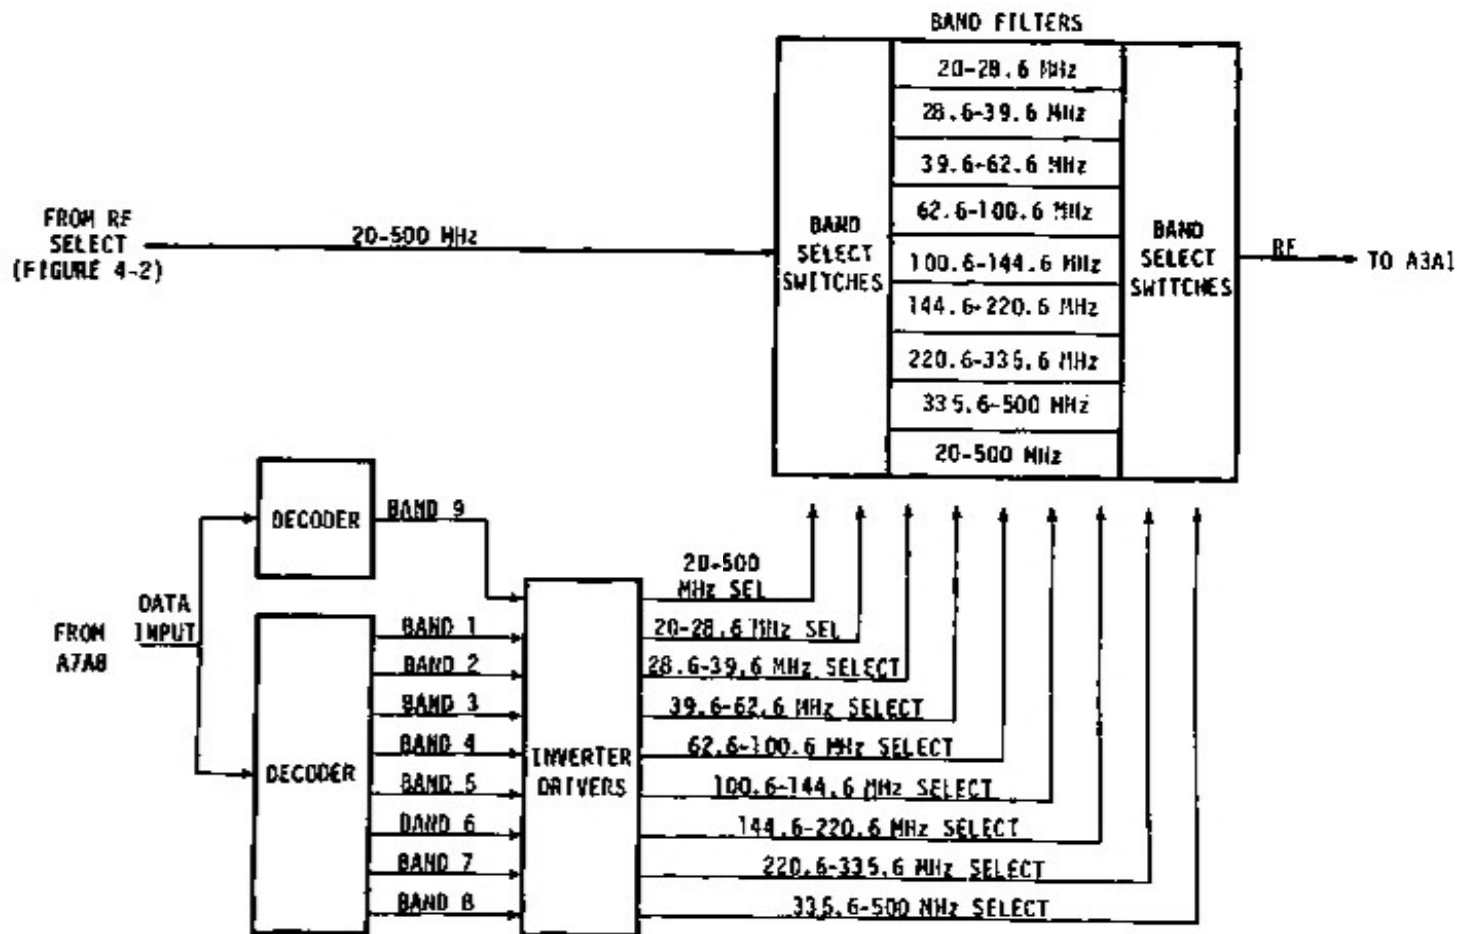 BAND FILTERS
20-28.6 MHz
28.6-39.6 MHz
39.6-62.6 MHz
62.6-100.6 MHz
100.6-144.6 MHz
144.6-220.6 MHz
220.6-335.6 MHz
335.6-500 MHz
20-500 MHz
BAND
SELECT
SWITCHES
BAND
SELECT
SWITCHES
FROM RF
SELECT
(FIGURE 4-2)
20-500 MHz
RF
TO A3A1
DECODER
BAND 9
DATA
INPUT
FROM
A7A8
DECODER
BAND 1
BAND 2
BAND 3
BAND 4
BAND 5
BAND 6
BAND 7
BAND 8
INVERTER
DRIVERS
20-500
MHz SEL
20-28.6 MHz SEL
28.6-39.6 MHz SELECT
39.6-62.6 MHz SELECT
62.6-100.6 MHz SELECT
100.6-144.6 MHz SELECT
144.6-220.6 MHz SELECT
220.6-335.6 MHz SELECT
335.6-500 MHz SELECT